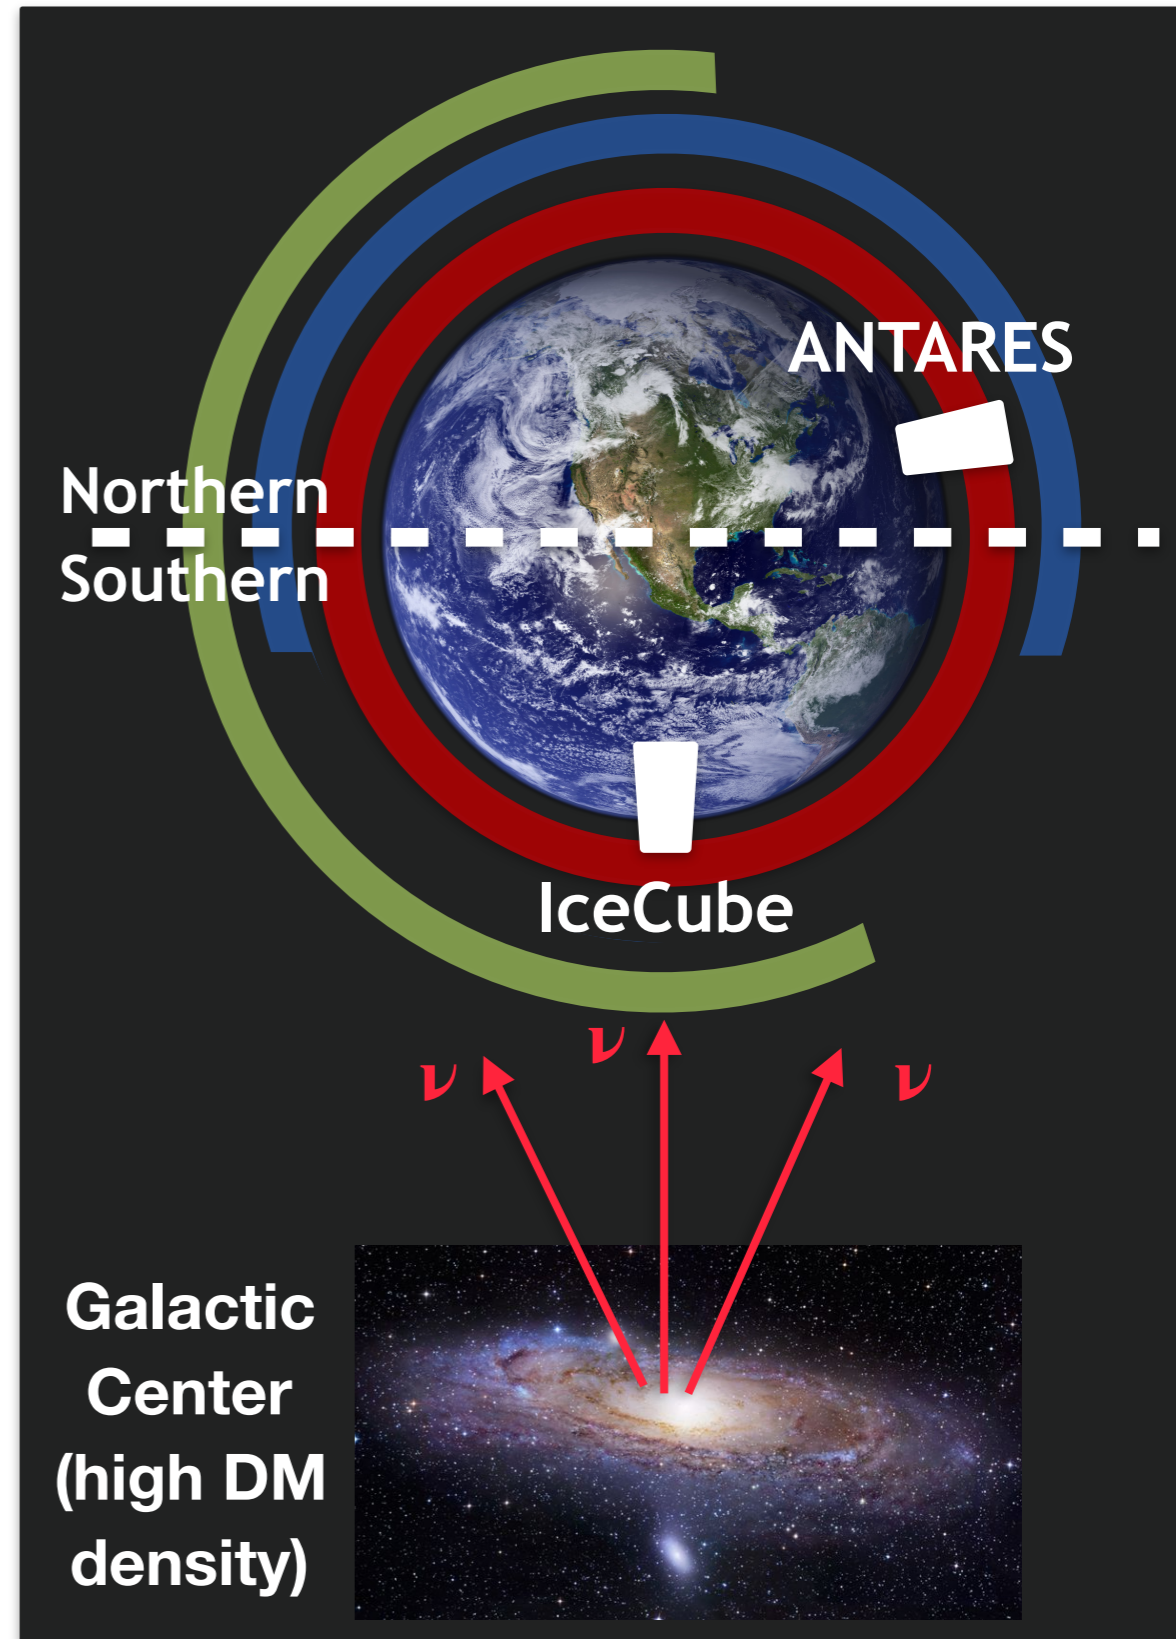 ANTARES
Northern
Southern
IceCube
ν
ν
ν
Galactic
Center
(high DM
density)